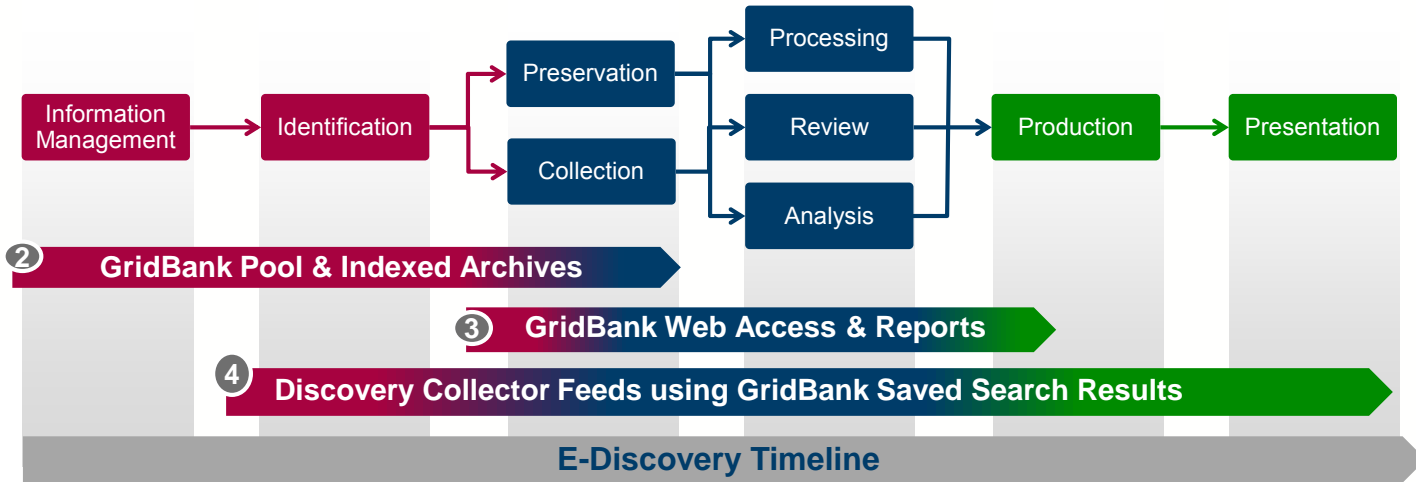 Processing
Preservation
Information
Management
Identification
Review
Production
Presentation
Collection
Analysis
2
GridBank Pool & Indexed Archives
3
GridBank Web Access & Reports
4
Discovery Collector Feeds using GridBank Saved Search Results
E-Discovery Timeline